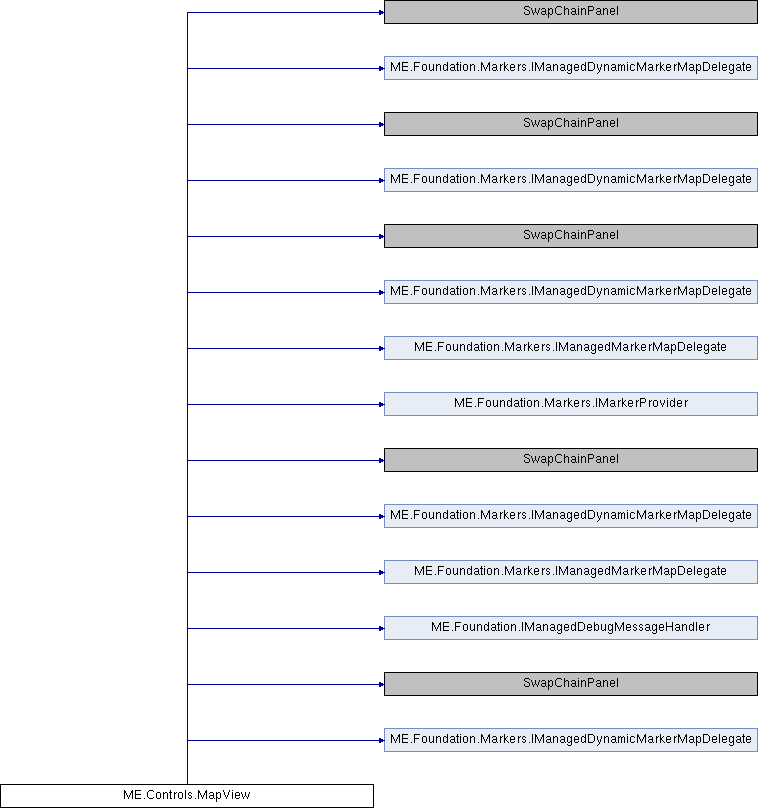 SwapChainPanel
ME.Foundation.Markers.IManagedDynamicMarkerMapDelegate
SwapChainPanel
ME.Foundation.Markers.IManagedDynamicMarkerMapDelegate
SwapChainPanel
ME.Foundation.Markers.IManagedDynamicMarkerMapDelegate
ME.Foundation.Markers.IManagedMarkerMapDelegate
ME.Foundation.Markers.IMarkerProvider
SwapChainPanel
ME.Foundation.Markers.IManagedDynamicMarkerMapDelegate
ME.Foundation.Markers.IManagedMarkerMapDelegate
ME.Foundation.IManagedDebugMessageHandler
SwapChainPanel
ME.Foundation.Markers.IManagedDynamicMarkerMapDelegate
ME.Controls.MapView